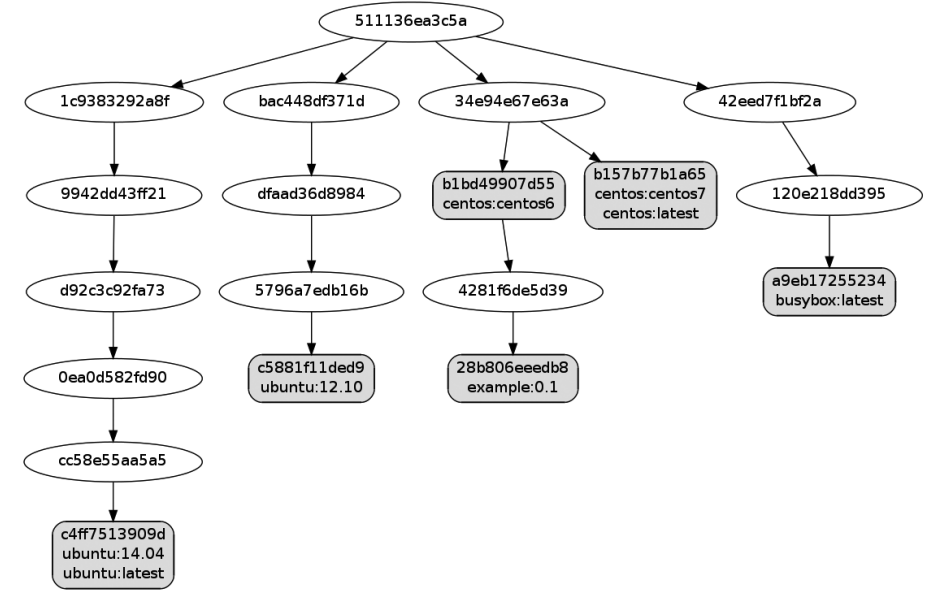 511136ea3c5a
1c9383292a8f
bac448df371d
34e94e67e63a
42eed7f1bf2a
9942dd43ff21
dfaad36d8984
b1bd49907d55
centos:centos6
b157b77b1a65
centos:centos7
centos:latest
120e218dd395
d92c3c92fa73
5796a7edb16b
4281f6de5d39
a9eb17255234
busybox:latest
0ea0d582fd90
c5881f11ded9
ubuntu:12.10
28b806eeedb8
example:0.1
cc58e55aa5a5
c4ff7513909d
ubuntu:14.04
ubuntu:latest